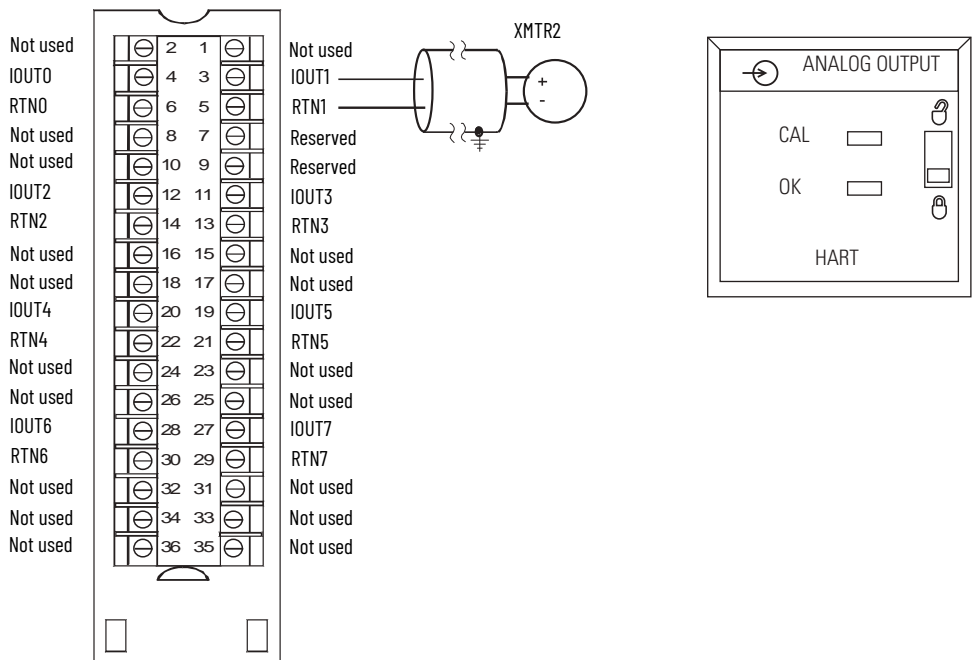 XMTR2
Not used 2 1 Not used
IOUT0 4 3 IOUT1
RTN0 6 5 RTN1
Not used 8 7 Reserved
Not used 10 9 Reserved
IOUT2 12 11 IOUT3
RTN2 14 13 RTN3
Not used 16 15 Not used
Not used 18 17 Not used
IOUT4 20 19 IOUT5
RTN4 22 21 RTN5
Not used 24 23 Not used
Not used 26 25 Not used
IOUT6 28 27 IOUT7
RTN6 30 29 RTN7
Not used 32 31 Not used
Not used 34 33 Not used
Not used 36 35 Not used
+
-
ANALOG OUTPUT
CAL
OK
HART